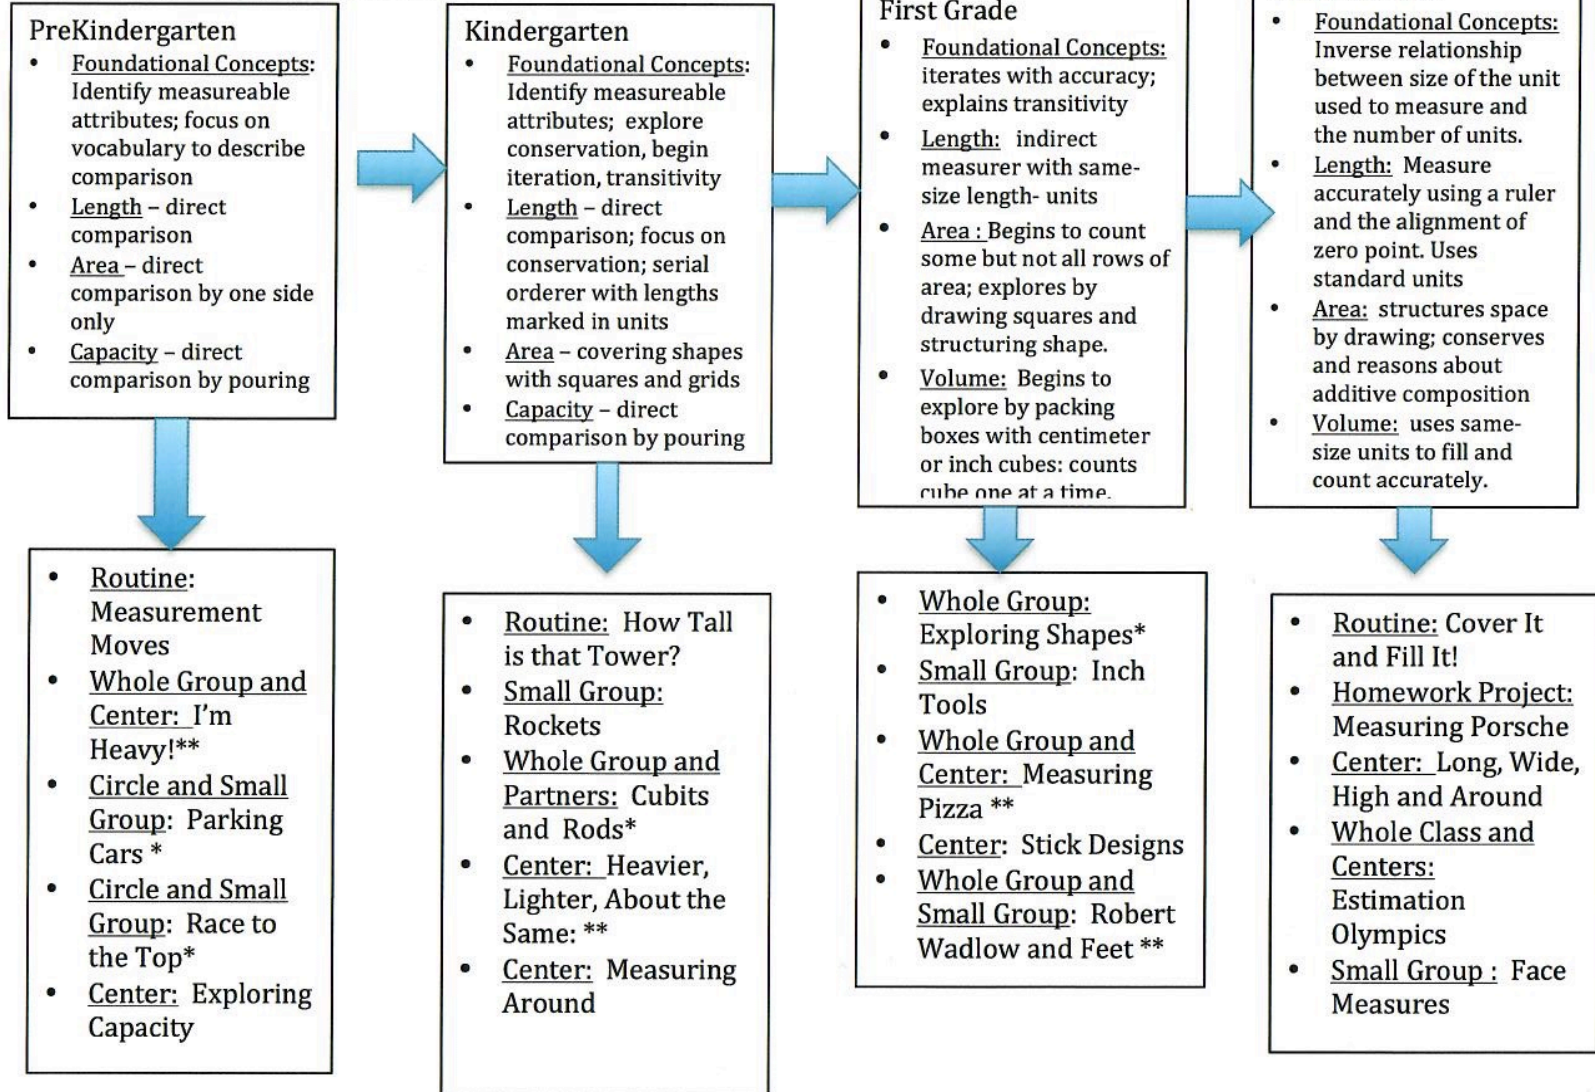 PreKindergarten
• Foundational Concepts:
Identify measureable
attributes; focus on
vocabulary to describe
comparison
• Length – direct
comparison
• Area – direct
comparison by one side
only
• Capacity – direct
comparison by pouring
Kindergarten
• Foundational Concepts:
Identify measureable
attributes; explore
conservation, begin
iteration, transitivity
• Length – direct
comparison; focus on
conservation; serial
orderer with lengths
marked in units
• Area – covering shapes
with squares and grids
• Capacity – direct
comparison by pouring
First Grade
• Foundational Concepts:
iterates with accuracy;
explains transitivity
• Length: indirect
measurer with same-
size length- units
• Area : Begins to count
some but not all rows of
area; explores by
drawing squares and
structuring shape.
• Volume: Begins to
explore by packing
boxes with centimeter
or inch cubes: counts
cube one at a time.
• Foundational Concepts:
Inverse relationship
between size of the unit
used to measure and
the number of units.
• Length: Measure
accurately using a ruler
and the alignment of
zero point. Uses
standard units
• Area: structures space
by drawing; conserves
and reasons about
additive composition
• Volume: uses same-
size units to fill and
count accurately.
• Routine:
Measurement
Moves
• Whole Group and
Center: I'm
Heavy!**
• Circle and Small
Group: Parking
Cars *
• Circle and Small
Group: Race to
the Top*
• Center: Exploring
Capacity
• Routine: How Tall
is that Tower?
• Small Group:
Rockets
• Whole Group and
Partners: Cubits
and Rods*
• Center: Heavier,
Lighter, About the
Same: **
• Center: Measuring
Around
• Whole Group:
Exploring Shapes*
• Small Group: Inch
Tools
• Whole Group and
Center: Measuring
Pizza **
• Center: Stick Designs
• Whole Group and
Small Group: Robert
Wadlow and Feet **
• Routine: Cover It
and Fill It!
• Homework Project:
Measuring Porsche
• Center: Long, Wide,
High and Around
• Whole Class and
Centers:
Estimation
Olympics
• Small Group : Face
Measures